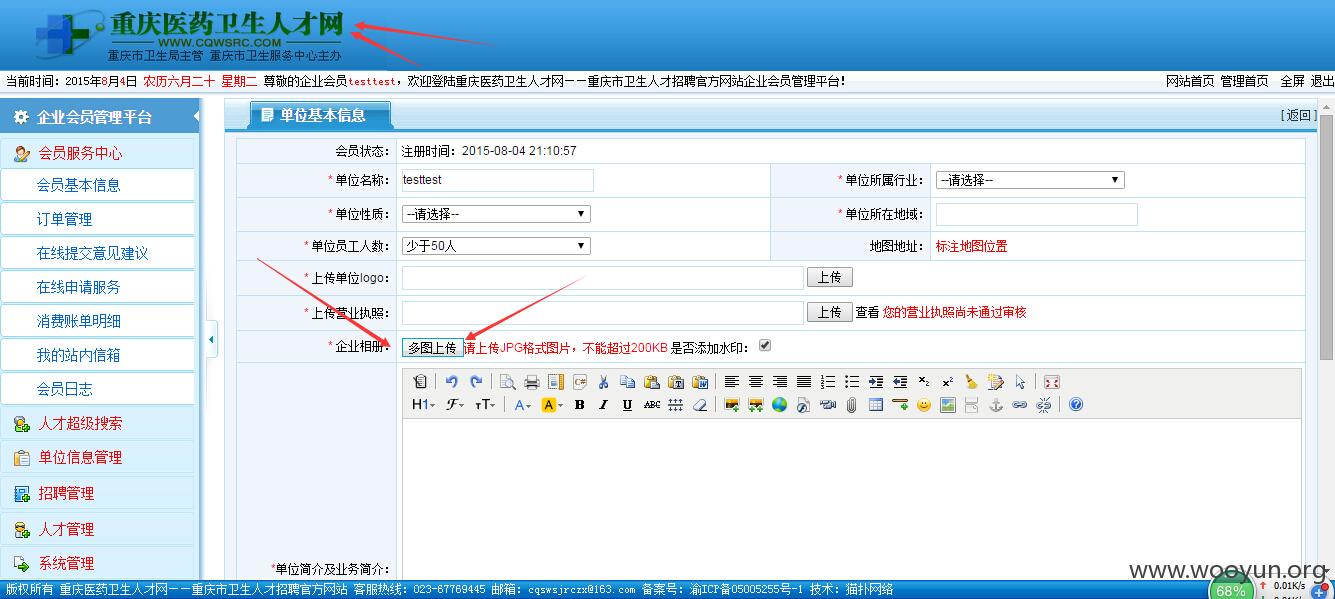 重庆医药卫生人才网
WWW.CQWSRC.COM
重庆市卫生局主管 重庆市卫生服务中心主办
当前时间：2015年8月4日 农历六月二十 星期二 尊敬的企业会员testtest，欢迎登陆重庆医药卫生人才网——重庆市卫生人才招聘官方网站企业会员管理平台！ 网站首页 管理首页 全屏 退出
企业会员管理平台
会员服务中心
会员基本信息
订单管理
在线提交意见建议
在线申请服务
消费账单明细
我的站内信箱
会员日志
人才超级搜索
单位信息管理
招聘管理
人才管理
系统管理
单位基本信息 [返回]
会员状态： 注册时间：2015-08-04 21:10:57
*单位名称： testtest *单位所属行业： --请选择--
*单位性质： --请选择-- *单位所在地域：
*单位员工人数： 少于50人 地图地址： 标注地图位置
*上传单位logo： 上传
*上传营业执照： 上传 查看 您的营业执照尚未通过审核
*企业相册： 多图上传 请上传JPG格式图片，不能超过200KB 是否添加水印：
H1 F TT A A B I U ABC
*单位简介及业务简介：
版权所有 重庆医药卫生人才网——重庆市卫生人才招聘官方网站 客服热线：023-67769445 邮箱：cqswsjrczx@163.com 备案号：渝ICP备05005255号-1 技术：猫扑网络
www.wooyun.org
68% 0.01K/s